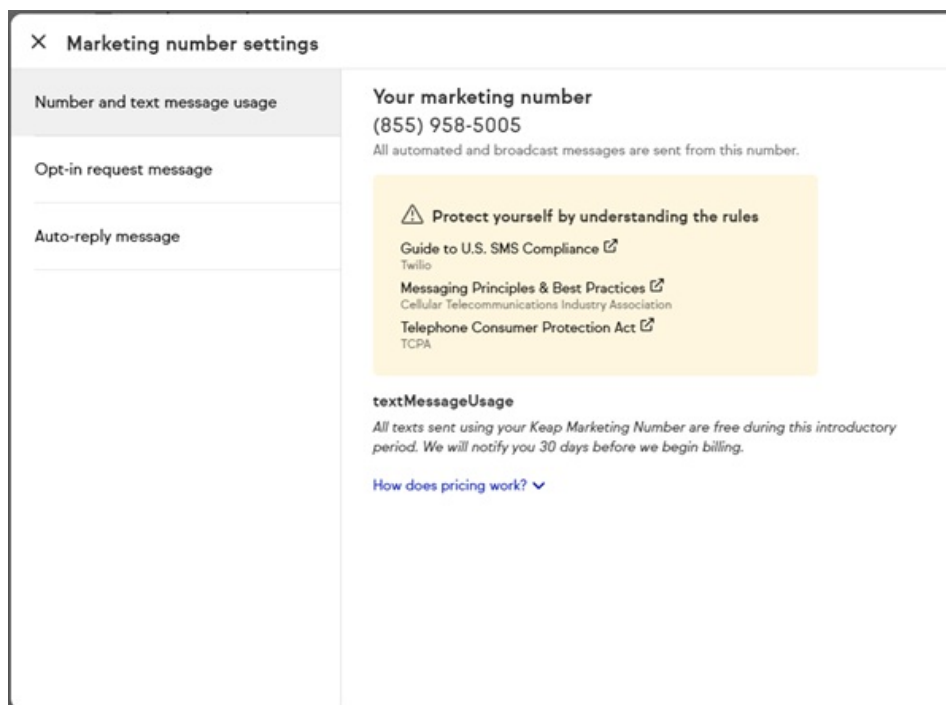 Marketing number settings
Number and text message usage
Opt-in request message
Auto-reply message
Your marketing number
(855) 958-5005
All automated and broadcast messages are sent from this number.
Protect yourself by understanding the rules
Guide to U.S. SMS Compliance
Twilio
Messaging Principles & Best Practices
Cellular Telecommunications Industry Association
Telephone Consumer Protection Act
TCPA
textMessageUsage
All texts sent using your Keap Marketing Number are free during this introductory
period. We will notify you 30 days before we begin billing.
How does pricing work?